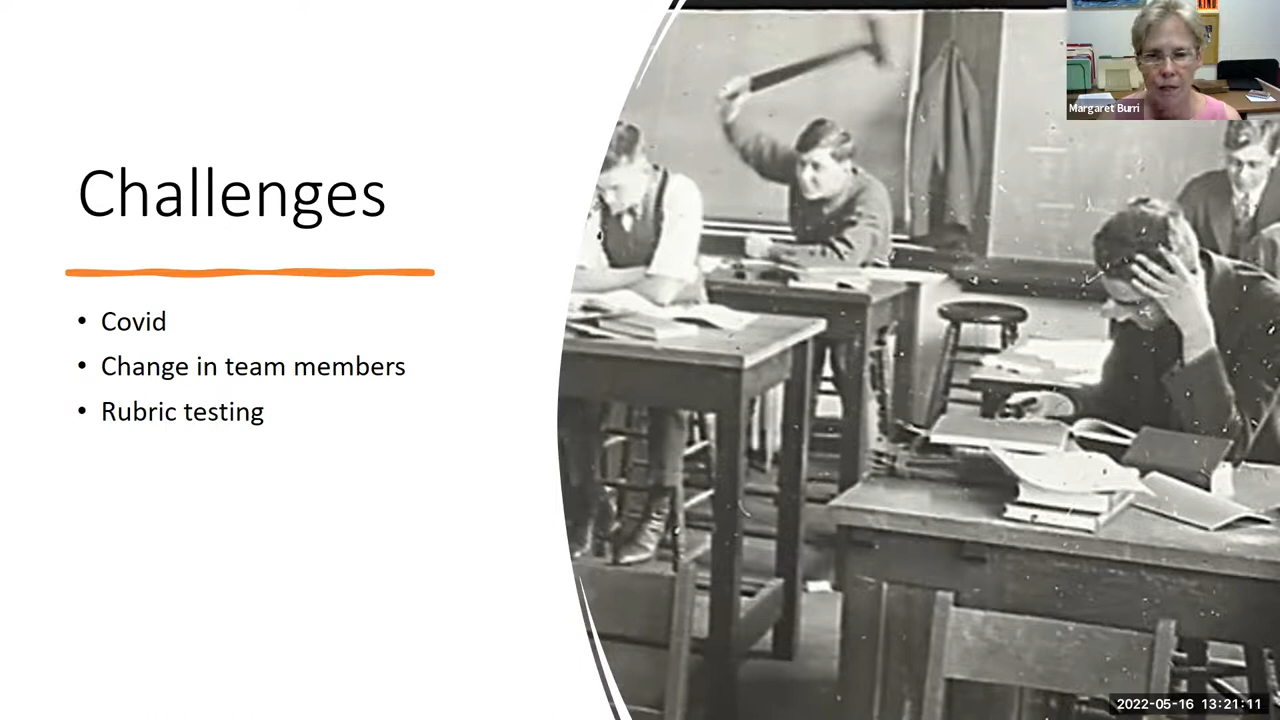 Challenges
• Covid
• Change in team members
• Rubric testing
Margaret Burri
2022-05-16 13:21:11